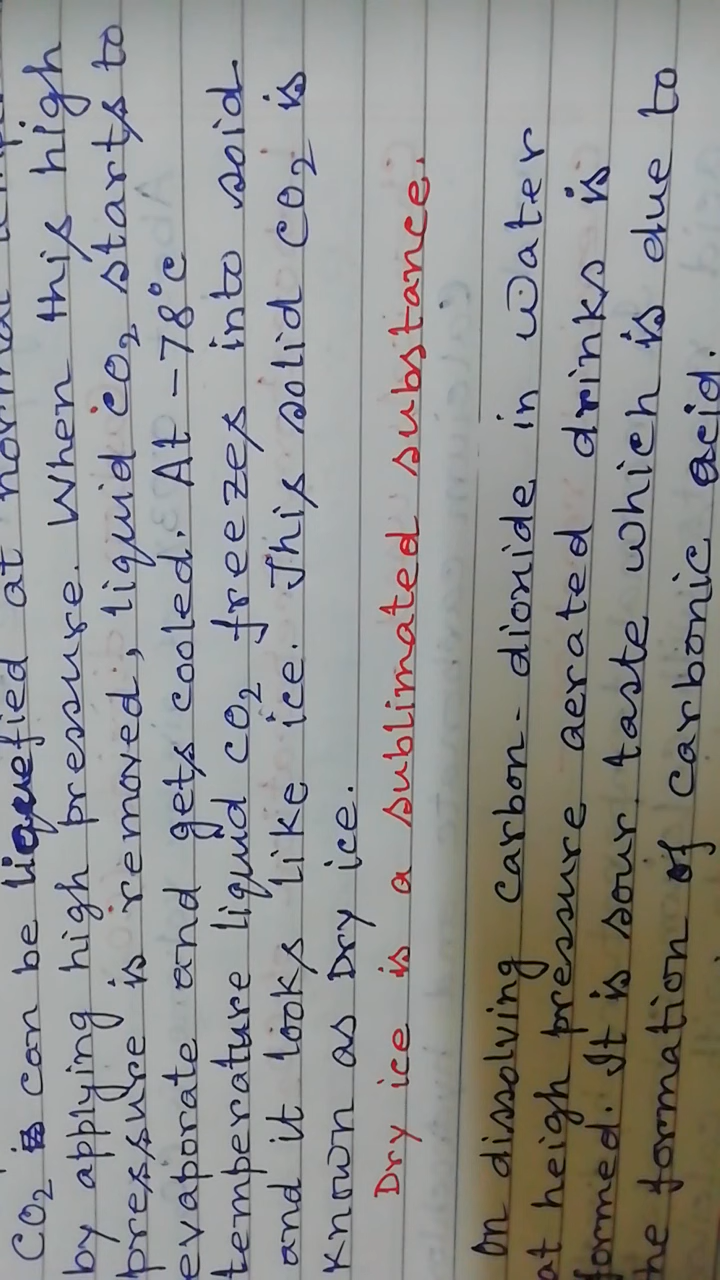 CO2 can be liquefied at normal
by applying high pressure. When this high
pressure is removed, liquid CO2 starts to
evaporate and gets cooled. At -78°c
temperature liquid CO2 freezes into soid
and it looks like ice. This solid CO2 is
known as Dry ice.
Dry ice is a sublimated substance.
On dissolving carbon-dioxide in water
at heigh pressure aerated drinks is
formed. It is sour taste which is due to
he formation of carbonic acid.